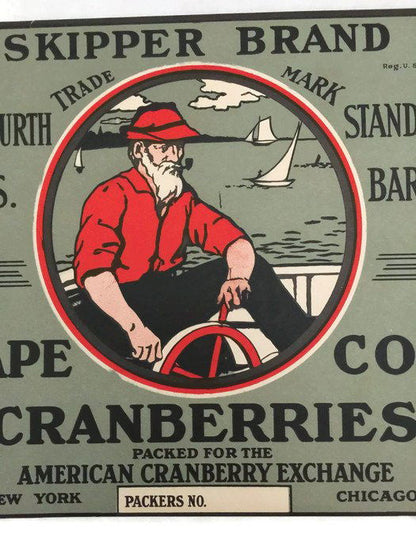 SKIPPER BRAND
Reg. U. S
TRADE MARK
URTH STAND
S. BAR
APE CO
CRANBERRIES
PACKED FOR THE
AMERICAN CRANBERRY EXCHANGE
EW YORK PACKERS NO. CHICAGO